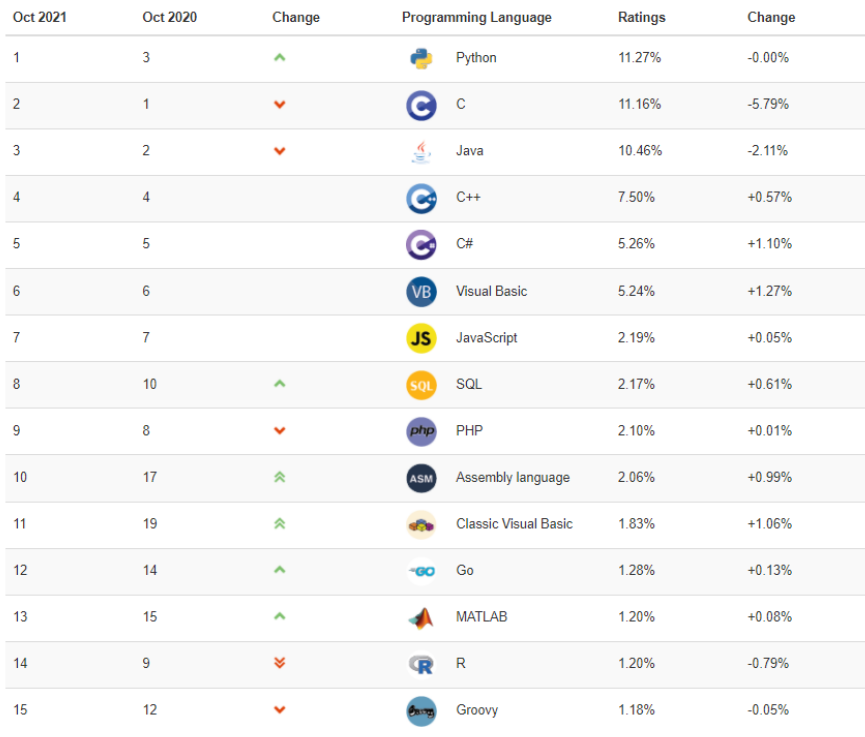 Oct 2021 Oct 2020 Change Programming Language Ratings Change
1 3 Python 11.27% -0.00%
2 1 C C 11.16% -5.79%
3 2 Java 10.46% -2.11%
4 4 C++ C++ 7.50% +0.57%
5 5 C# C# 5.26% +1.10%
6 6 VB Visual Basic 5.24% +1.27%
7 7 JS JavaScript 2.19% +0.05%
8 10 SQL SQL 2.17% +0.61%
9 8 php PHP 2.10% +0.01%
10 17 ASM Assembly language 2.06% +0.99%
11 19 Classic Visual Basic 1.83% +1.06%
12 14 GO Go 1.28% +0.13%
13 15 MATLAB 1.20% +0.08%
14 9 R R 1.20% -0.79%
15 12 Groovy 1.18% -0.05%